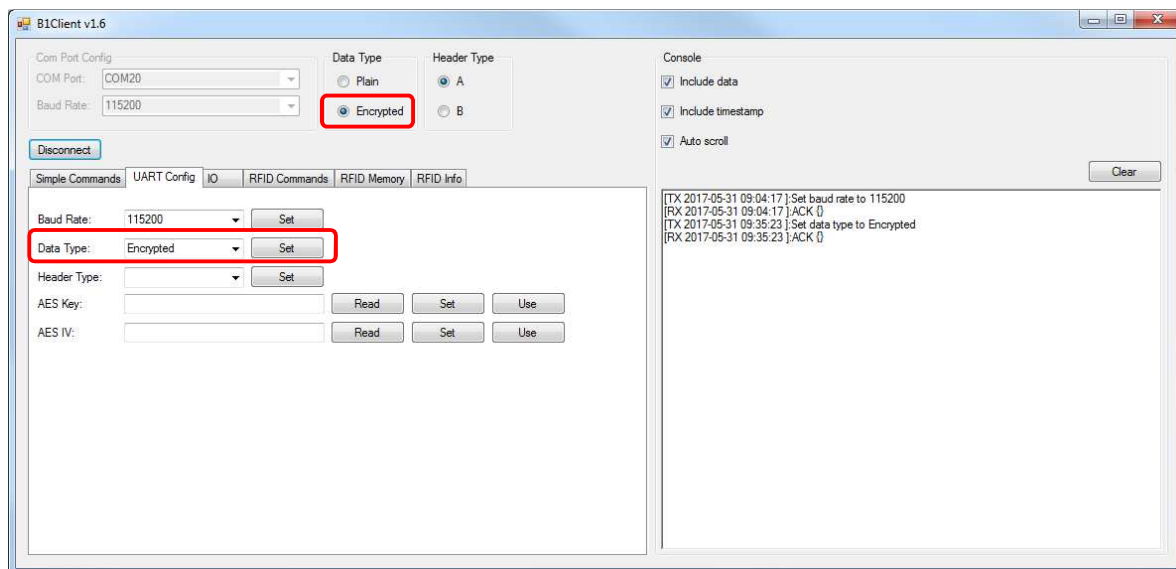 B1Client v1.6
Com Port Config
COM Port: COM20
Baud Rate: 115200
Data Type
Plain
Encrypted
Header Type
A
B
Disconnect
Simple Commands UART Config IO RFID Commands RFID Memory RFID Info
Baud Rate: 115200 Set
Data Type: Encrypted Set
Header Type: Set
AES Key: Read Set Use
AES IV: Read Set Use
Console
Include data
Include timestamp
Auto scroll
Clear
[TX 2017-05-31 09:04:17 ]:Set baud rate to 115200
[RX 2017-05-31 09:04:17 ]:ACK {}
[TX 2017-05-31 09:35:23 ]:Set data type to Encrypted
[RX 2017-05-31 09:35:23 ]:ACK {}